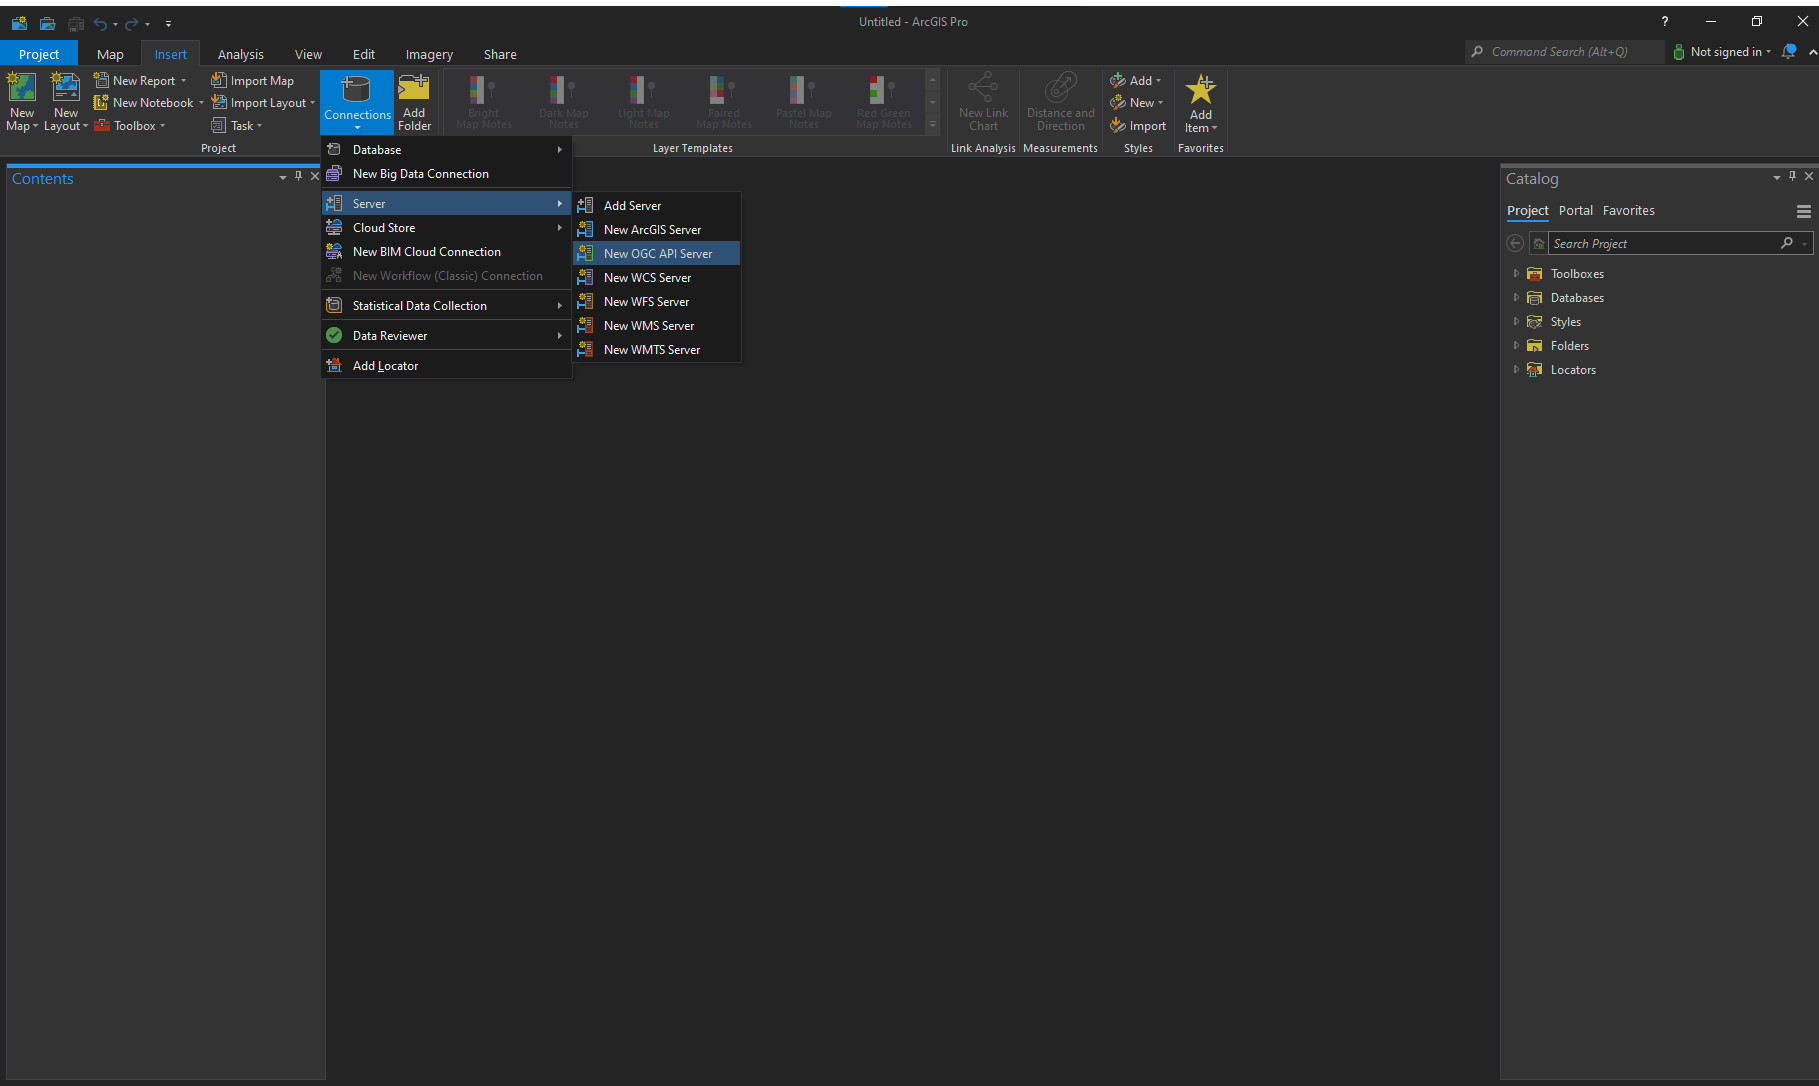 Untitled - ArcGIS Pro
?
Project Map Insert Analysis View Edit Imagery Share
Command Search (Alt+Q)
Not signed in
New Map
New Layout
New Report
New Notebook
Toolbox
Import Map
Import Layout
Task
Project
Connections
Add Folder
Bright Map Notes
Dark Map Notes
Light Map Notes
Paired Map Notes
Pastel Map Notes
Red Green Map Notes
Layer Templates
New Link Chart
Link Analysis
Distance and Direction
Measurements
Add
New
Import
Styles
Add Item
Favorites
Database
New Big Data Connection
Server
Cloud Store
New BIM Cloud Connection
New Workflow (Classic) Connection
Statistical Data Collection
Data Reviewer
Add Locator
Add Server
New ArcGIS Server
New OGC API Server
New WCS Server
New WFS Server
New WMS Server
New WMTS Server
Contents
Catalog
Project Portal Favorites
Search Project
Toolboxes
Databases
Styles
Folders
Locators